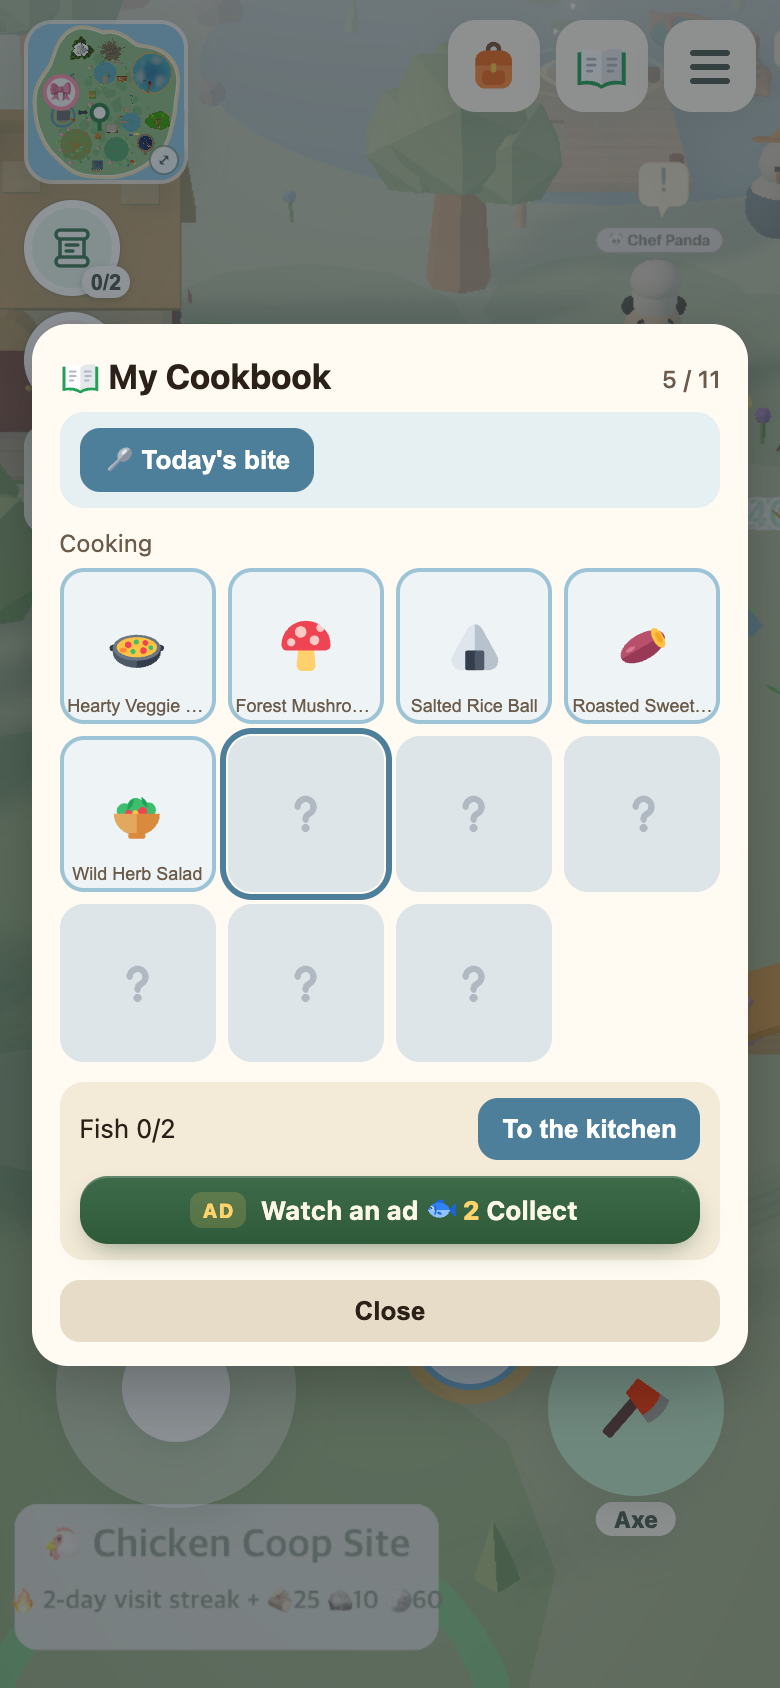 0/2
!
Chef Panda
My Cookbook
5 / 11
Today's bite
Cooking
Hearty Veggie ...
Forest Mushro...
Salted Rice Ball
Roasted Sweet...
Wild Herb Salad
?
?
?
?
?
?
Fish 0/2
To the kitchen
AD Watch an ad 2 Collect
Close
Axe
Chicken Coop Site
2-day visit streak + 25 10 60